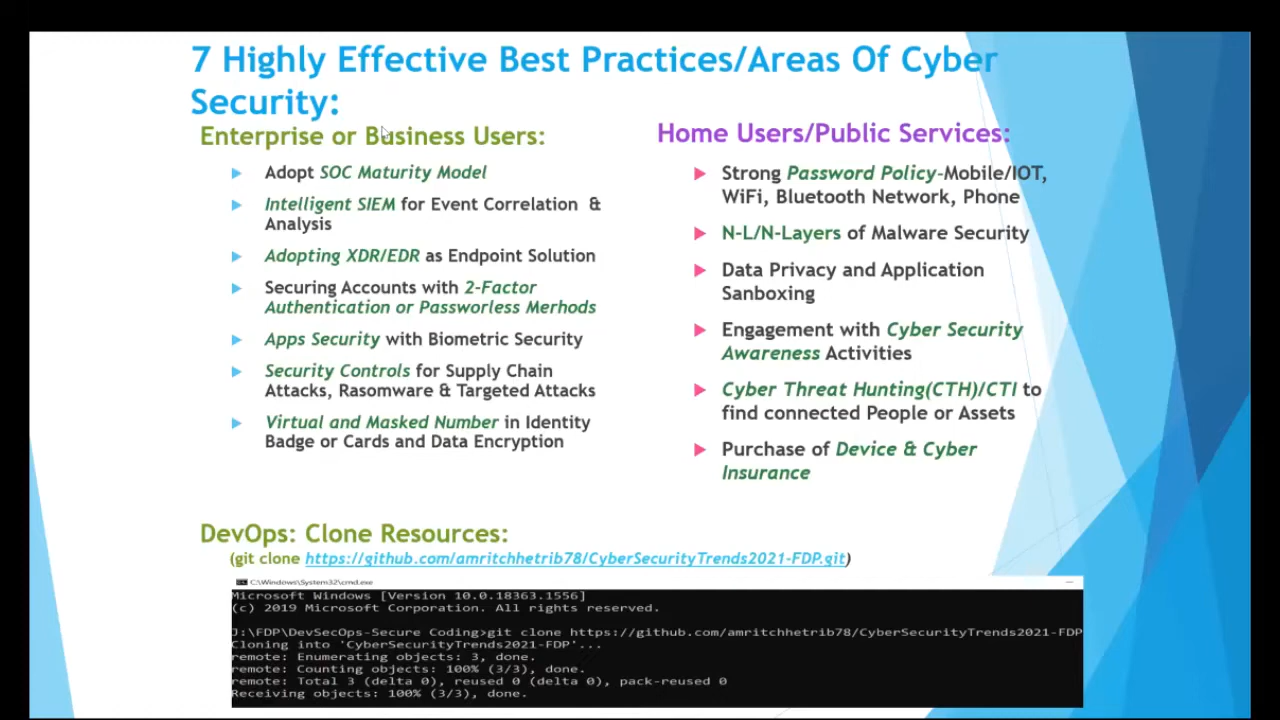 7 Highly Effective Best Practices/Areas Of Cyber
Security:
Enterprise or Business Users:
Adopt SOC Maturity Model
Intelligent SIEM for Event Correlation &
Analysis
Adopting XDR/EDR as Endpoint Solution
Securing Accounts with 2-Factor
Authentication or Passworless Merhods
Apps Security with Biometric Security
Security Controls for Supply Chain
Attacks, Rasomware & Targeted Attacks
Virtual and Masked Number in Identity
Badge or Cards and Data Encryption
Home Users/Public Services:
Strong Password Policy-Mobile/IOT,
WiFi, Bluetooth Network, Phone
N-L/N-Layers of Malware Security
Data Privacy and Application
Sanboxing
Engagement with Cyber Security
Awareness Activities
Cyber Threat Hunting(CTH)/CTI to
find connected People or Assets
Purchase of Device & Cyber
Insurance
DevOps: Clone Resources:
(git clone https://github.com/amritchhetrib78/CyberSecurityTrends2021-FDP.git)
C:\Windows\System32\cmd.exe
Microsoft Windows [Version 10.0.18363.1556]
(c) 2019 Microsoft Corporation. All rights reserved.
J:\FDP\DevSecOps-Secure Coding>git clone https://github.com/amritchhetrib78/CyberSecurityTrends2021-FDP
Cloning into 'CyberSecurityTrends2021-FDP'...
remote: Enumerating objects: 3, done.
remote: Counting objects: 100% (3/3), done.
remote: Total 3 (delta 0), reused 0 (delta 0), pack-reused 0
Receiving objects: 100% (3/3), done.